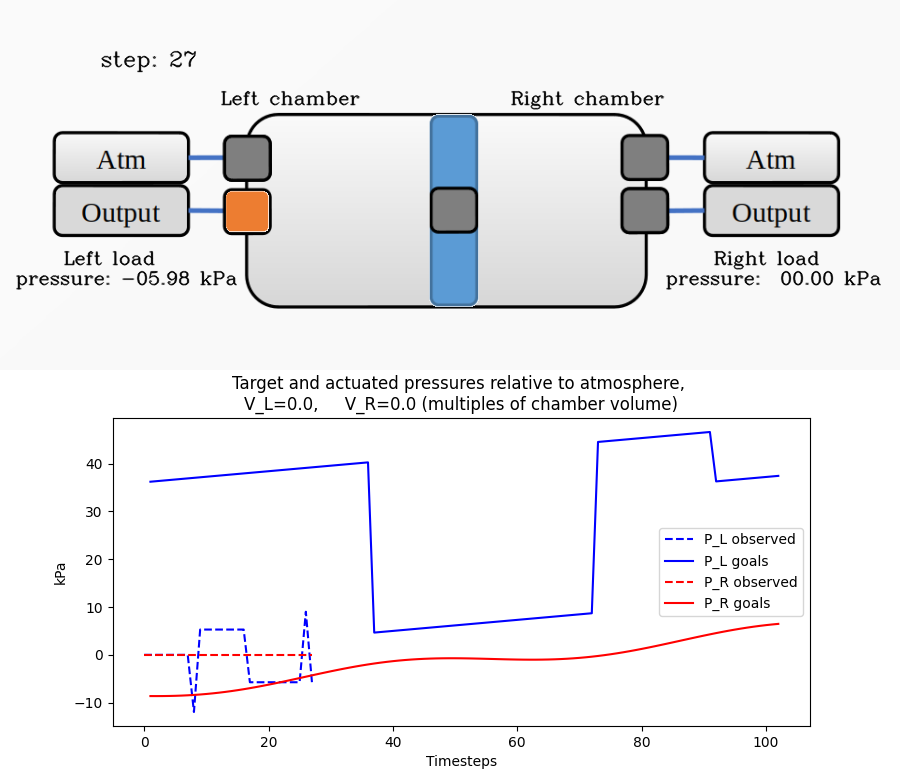 step: 27
Left chamber
Right chamber
Atm
Atm
Output
Output
Left load
pressure: -05.98 kPa
Right load
pressure: 00.00 kPa
Target and actuated pressures relative to atmosphere,
V_L=0.0, V_R=0.0 (multiples of chamber volume)
kPa
40
30
20
10
0
−10
P_L observed
P_L goals
P_R observed
P_R goals
0 20 40 60 80 100
Timesteps